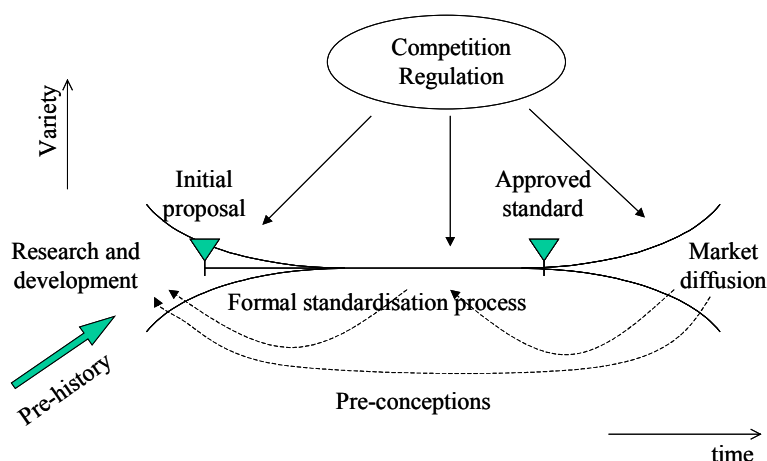 Competition
Regulation
Variety
Initial
proposal
Approved
standard
Research and
development
Market
diffusion
Formal standardisation process
Pre-history
Pre-conceptions
time